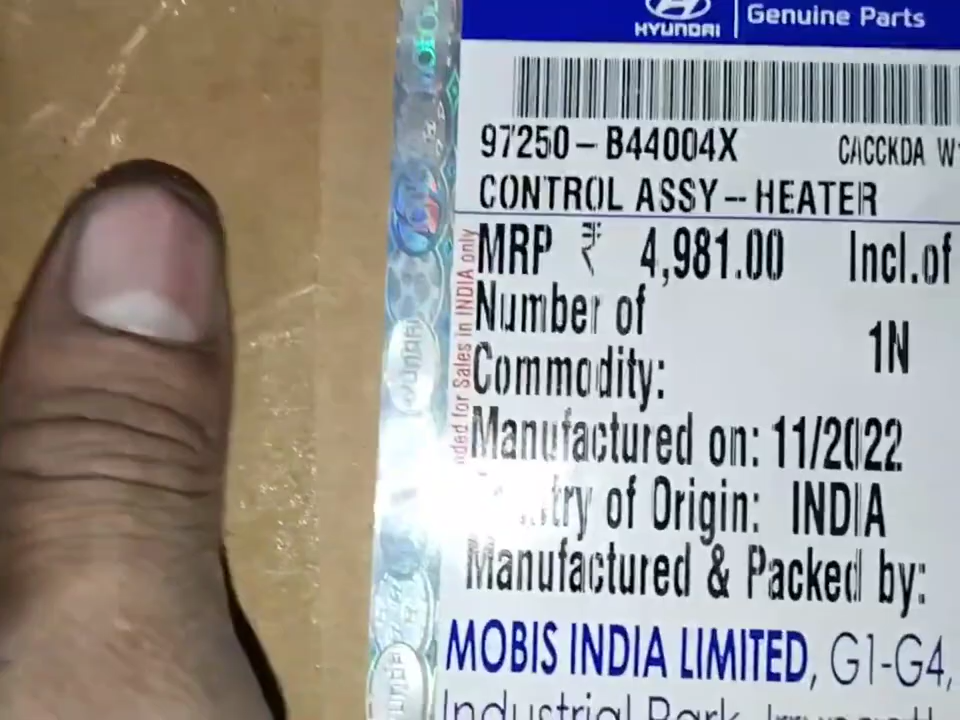 HYUNDAI | Genuine Parts
97250-B44004X CACCKDA W
CONTROL ASSY-HEATER
MRP ₹ 4,981.00 Incl.of
Number of
Commodity: 1N
Manufactured on: 11/2022
of Origin: INDIA
Manufactured & Packed by:
MOBIS INDIA LIMITED, G1-G4,
Industrial Park,
ded for Sales in INDIA only
HYUNDAI